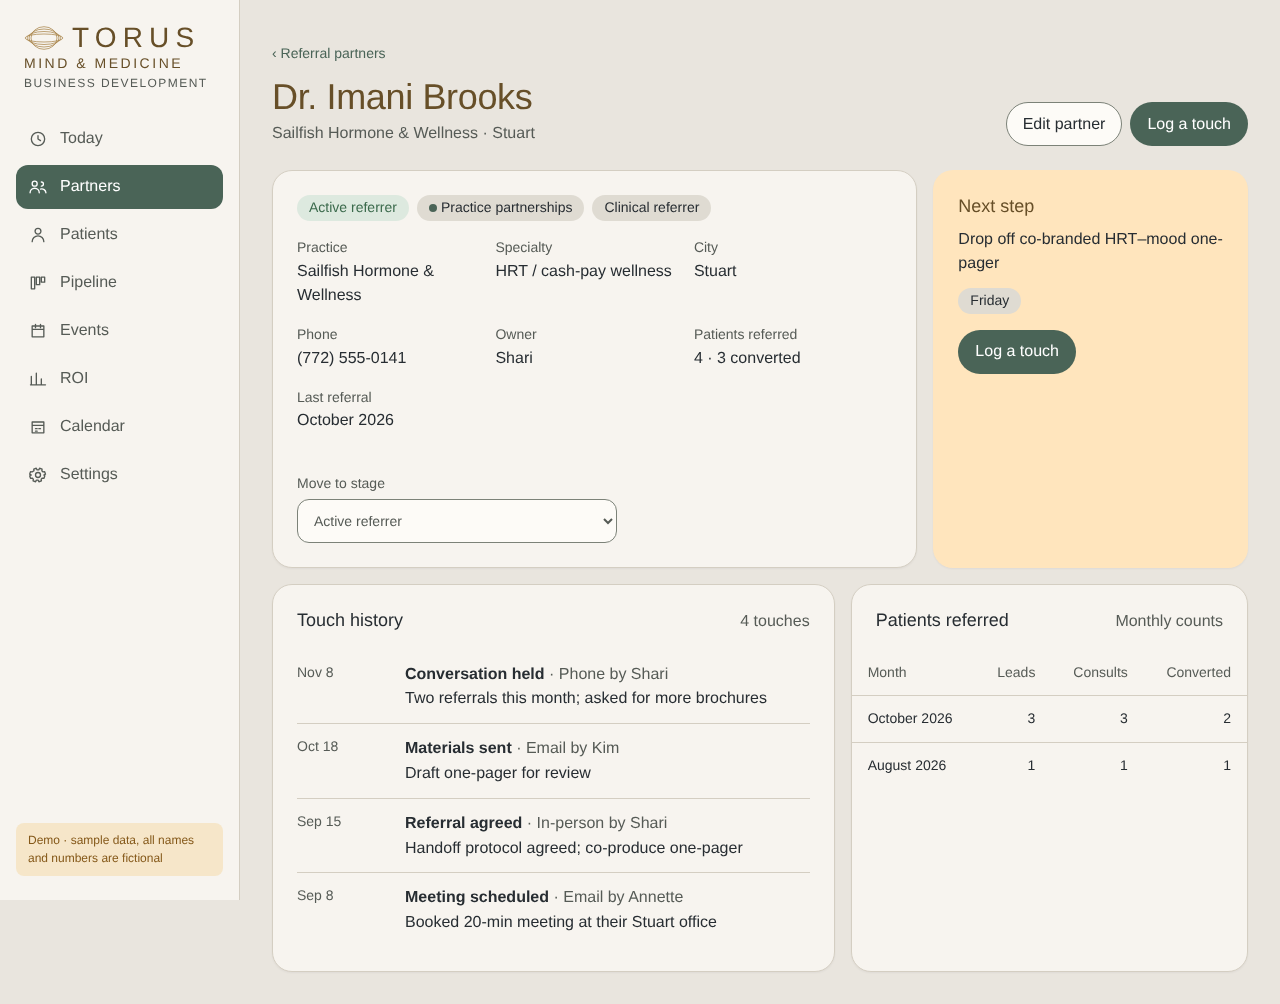 TORUS
MIND & MEDICINE
BUSINESS DEVELOPMENT
Today
Partners
Patients
Pipeline
Events
ROI
Calendar
Settings
Demo · sample data, all names
and numbers are fictional
‹ Referral partners
Dr. Imani Brooks
Sailfish Hormone & Wellness · Stuart
Edit partner
Log a touch
Active referrer
Practice partnerships
Clinical referrer
Practice
Sailfish Hormone &
Wellness
Specialty
HRT / cash-pay wellness
City
Stuart
Phone
(772) 555-0141
Owner
Shari
Patients referred
4 · 3 converted
Last referral
October 2026
Move to stage
Active referrer
Next step
Drop off co-branded HRT–mood one-
pager
Friday
Log a touch
Touch history
4 touches
Nov 8
Conversation held · Phone by Shari
Two referrals this month; asked for more brochures
Oct 18
Materials sent · Email by Kim
Draft one-pager for review
Sep 15
Referral agreed · In-person by Shari
Handoff protocol agreed; co-produce one-pager
Sep 8
Meeting scheduled · Email by Annette
Booked 20-min meeting at their Stuart office
Patients referred
Monthly counts
Month Leads Consults Converted
October 2026 3 3 2
August 2026 1 1 1